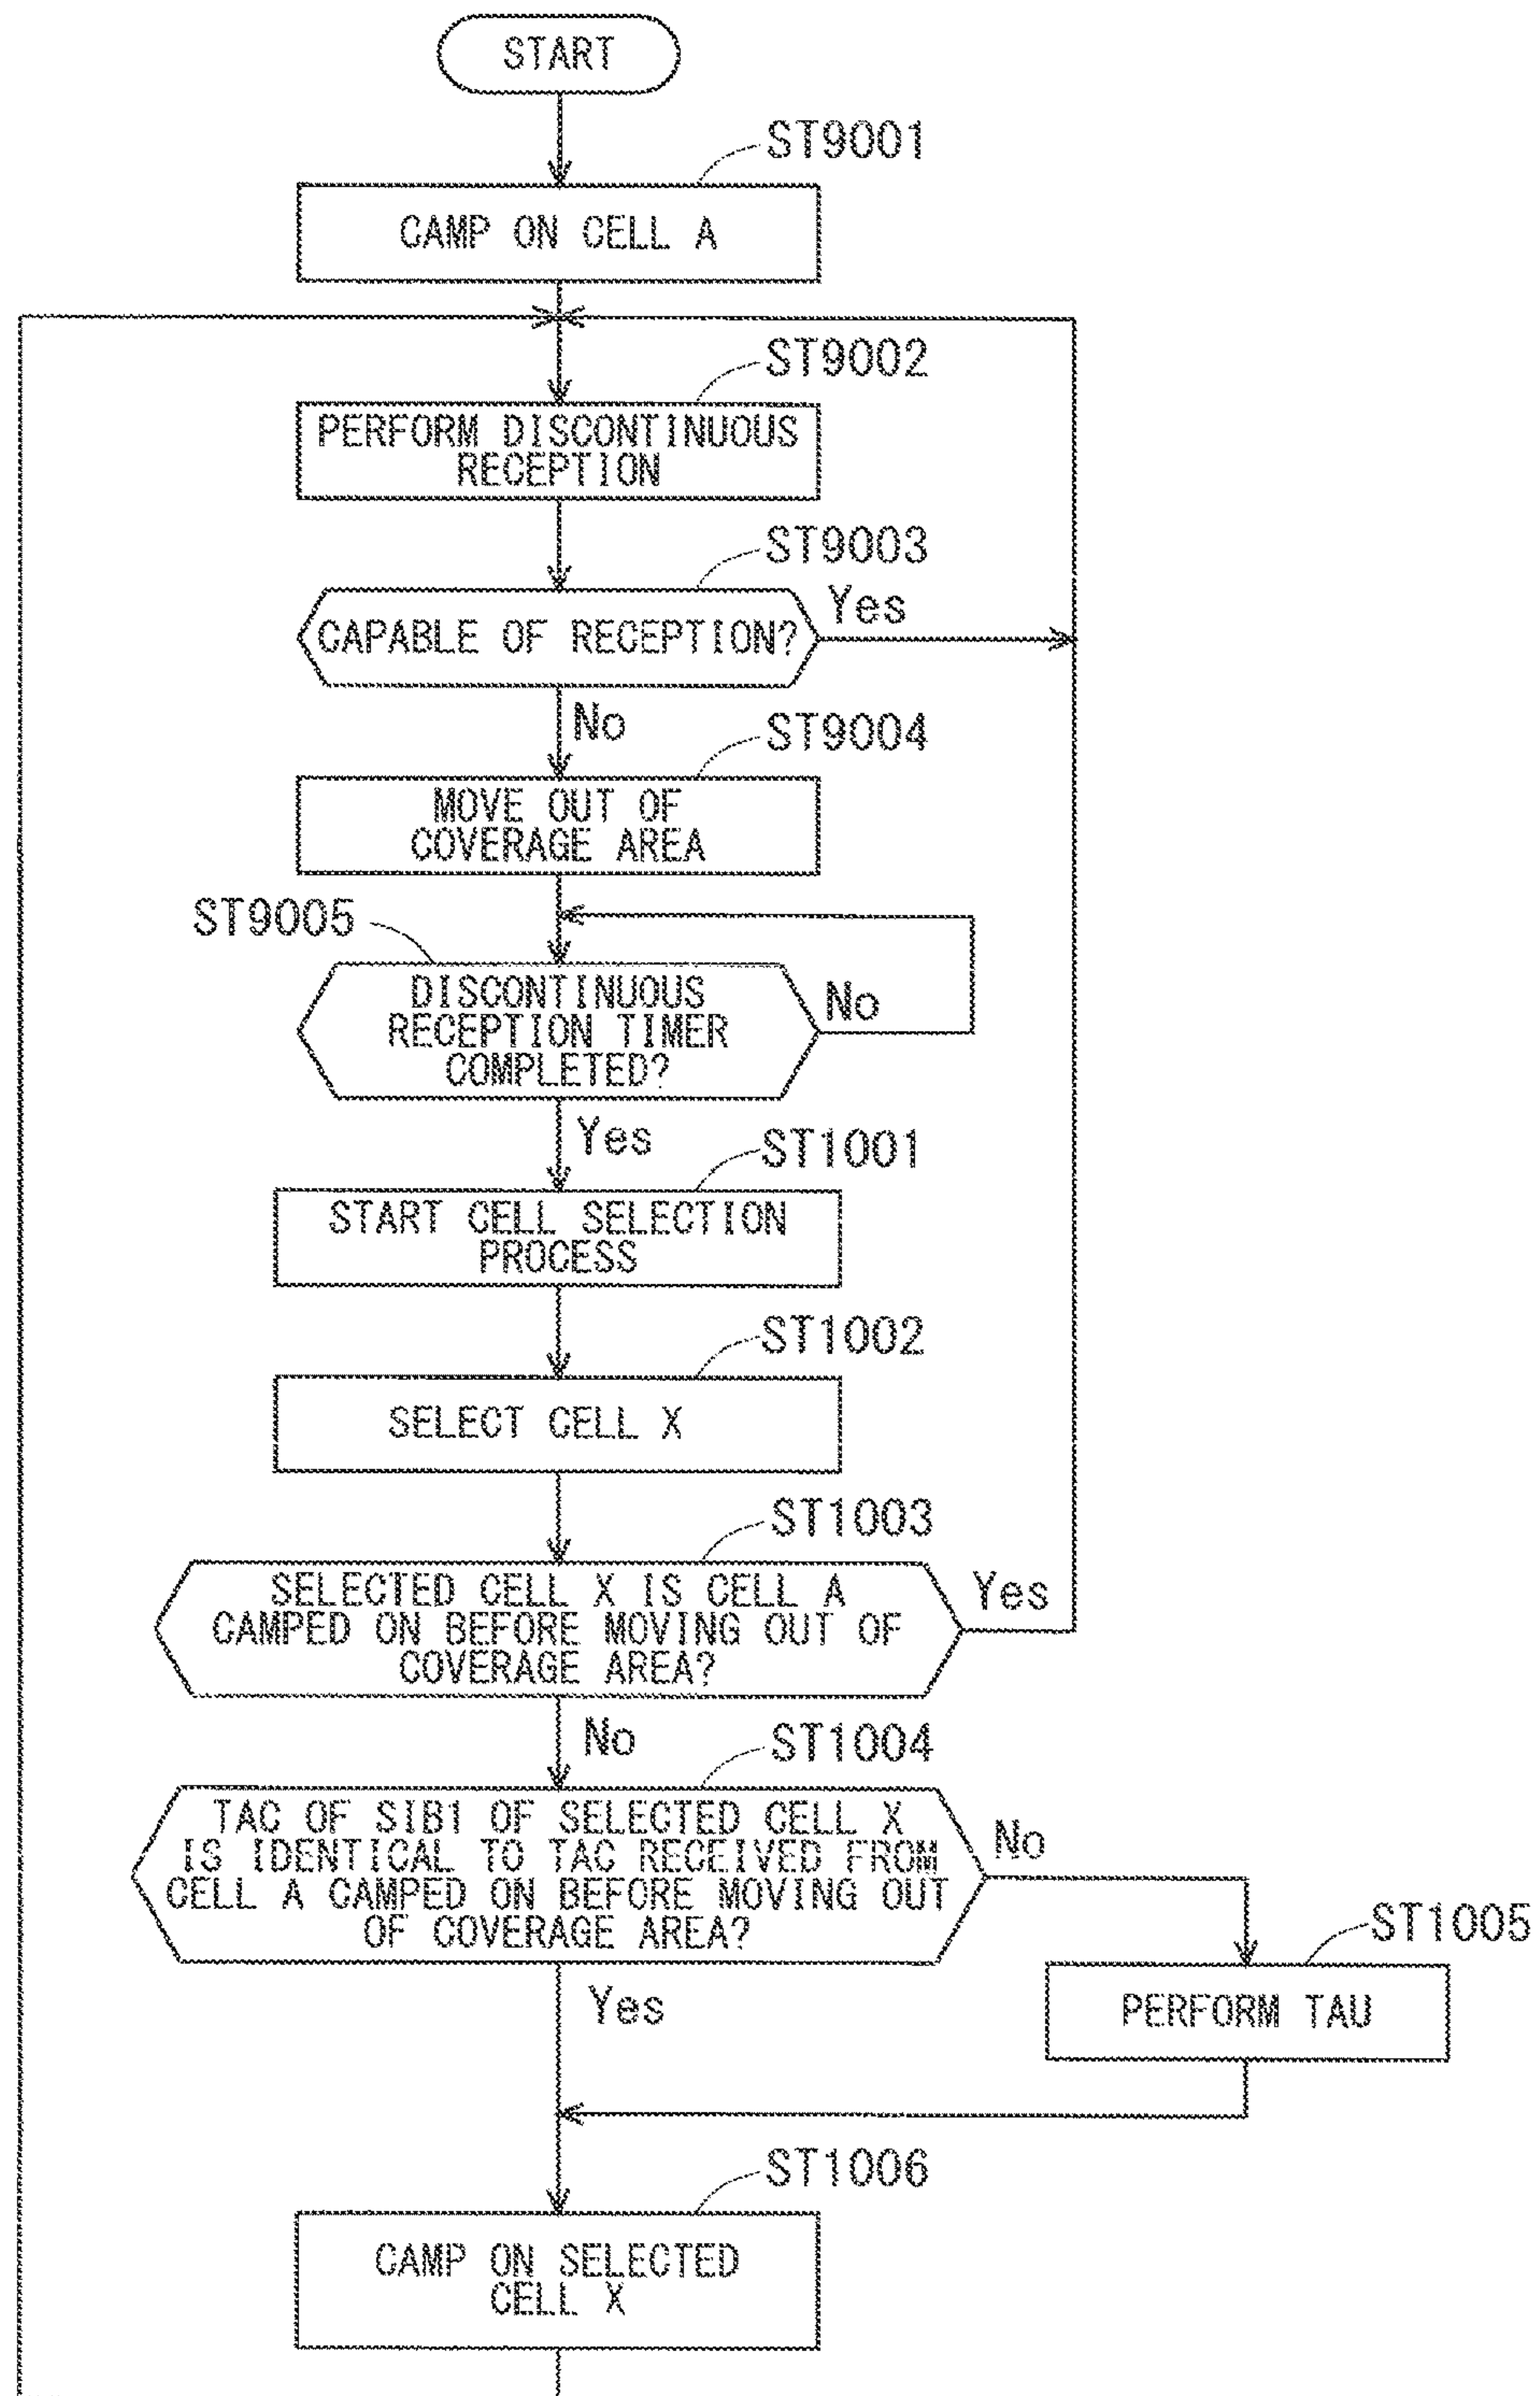 START
ST9001
CAMP ON CELL A
ST9002
PERFORM DISCONTINUOUS
RECEPTION
ST9003
CAPABLE OF RECEPTION?
Yes
No
ST9004
MOVE OUT OF
COVERAGE AREA
ST9005
DISCONTINUOUS
RECEPTION TIMER
COMPLETED?
No
Yes
ST1001
START CELL SELECTION
PROCESS
ST1002
SELECT CELL X
ST1003
SELECTED CELL X IS CELL A
CAMPED ON BEFORE MOVING OUT OF
COVERAGE AREA?
Yes
No
ST1004
TAC OF SIB1 OF SELECTED CELL X
IS IDENTICAL TO TAC RECEIVED FROM
CELL A CAMPED ON BEFORE MOVING OUT
OF COVERAGE AREA?
No
Yes
ST1005
PERFORM TAU
ST1006
CAMP ON SELECTED
CELL X